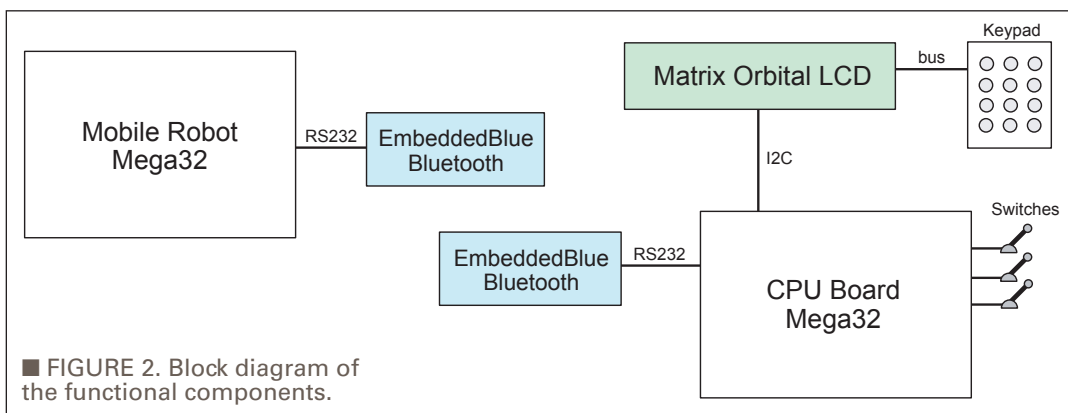 Mobile Robot
Mega32
RS232
EmbeddedBlue
Bluetooth
Matrix Orbital LCD
bus
Keypad
I2C
EmbeddedBlue
Bluetooth
RS232
CPU Board
Mega32
Switches
■ FIGURE 2. Block diagram of
the functional components.